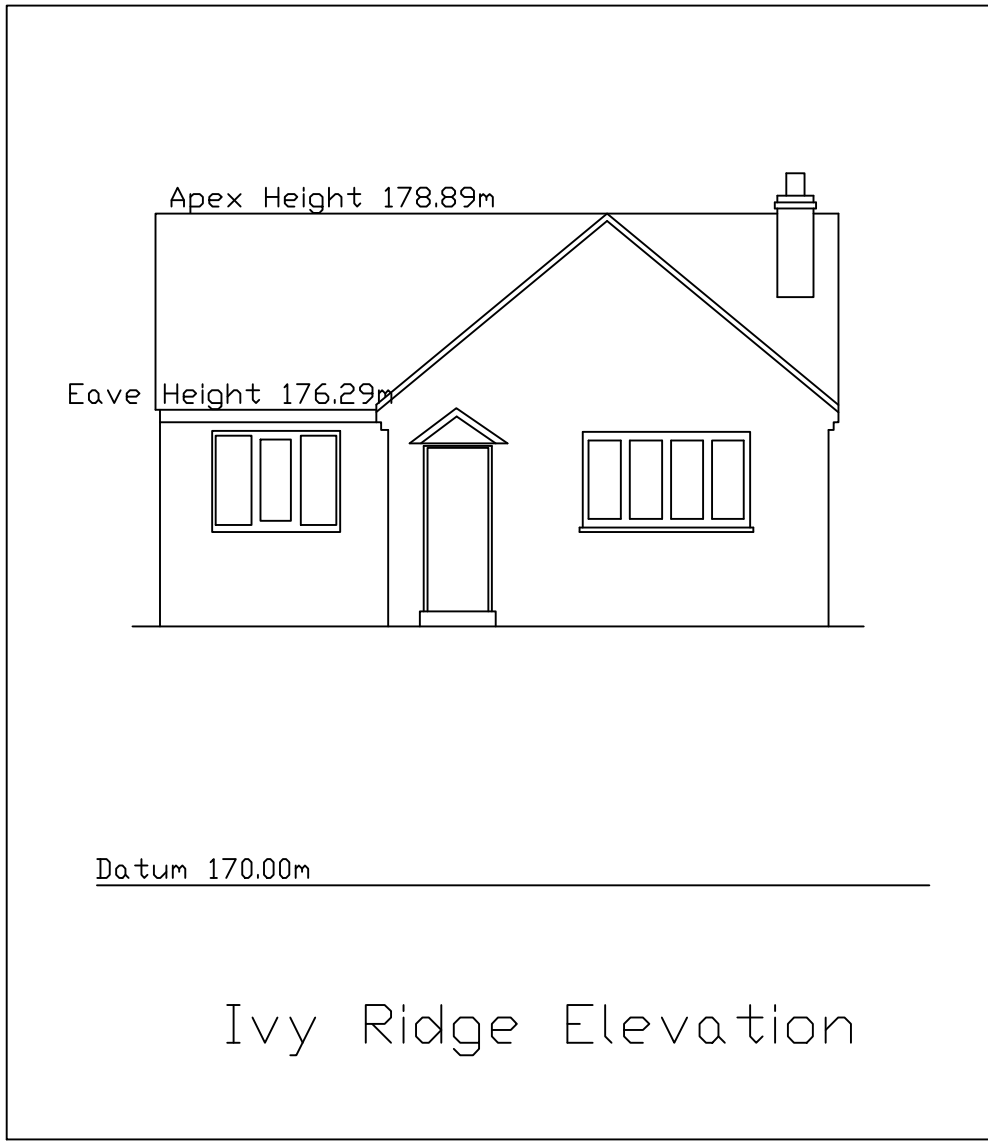 Apex Height 178.89m
Eave Height 176.29m
Datum 170.00m
Ivy Ridge Elevation